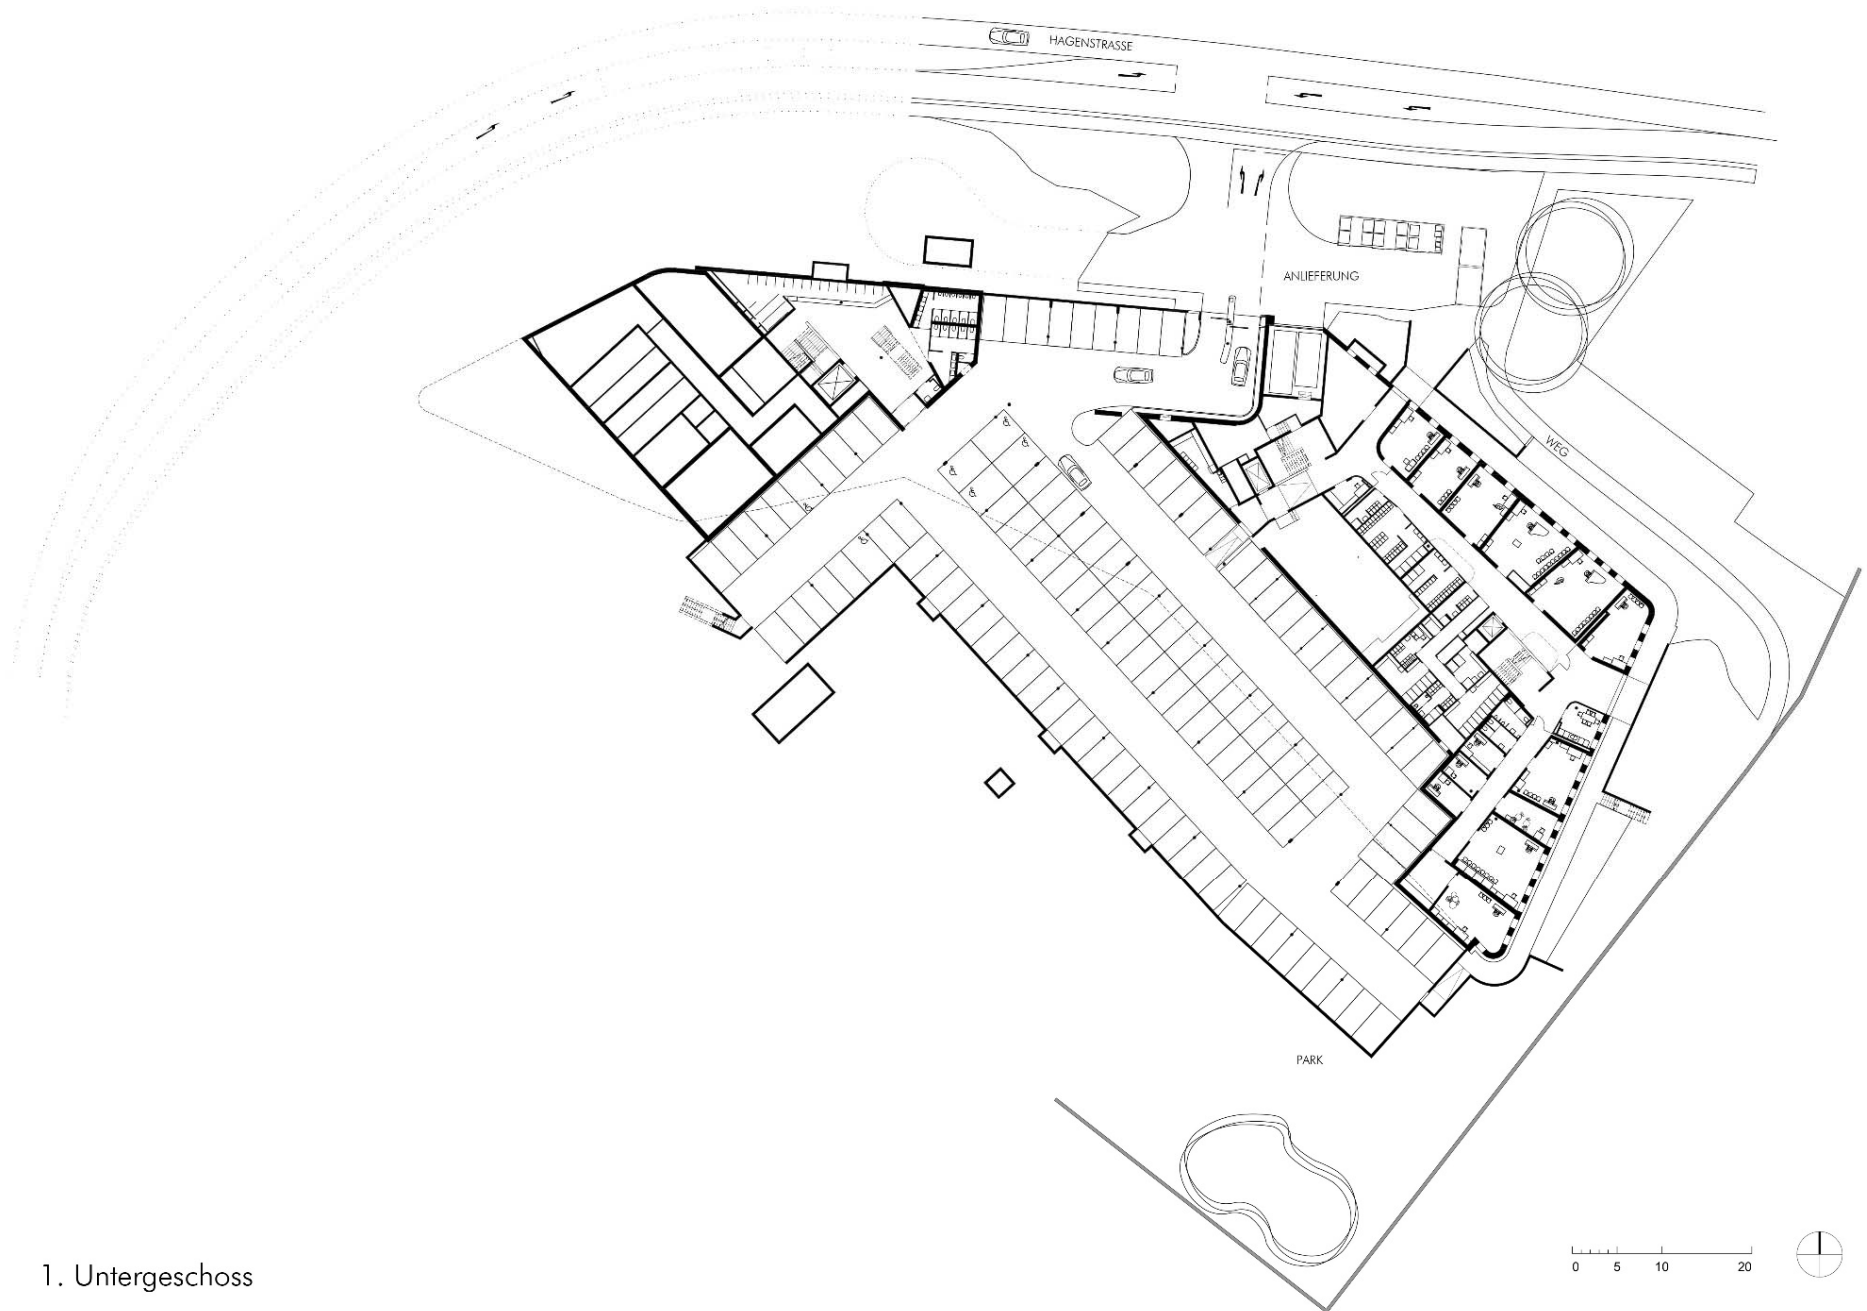 HAGENSTRASSE
ANLIEFERUNG
WEG
PARK
0 5 10 20
1. Untergeschoss